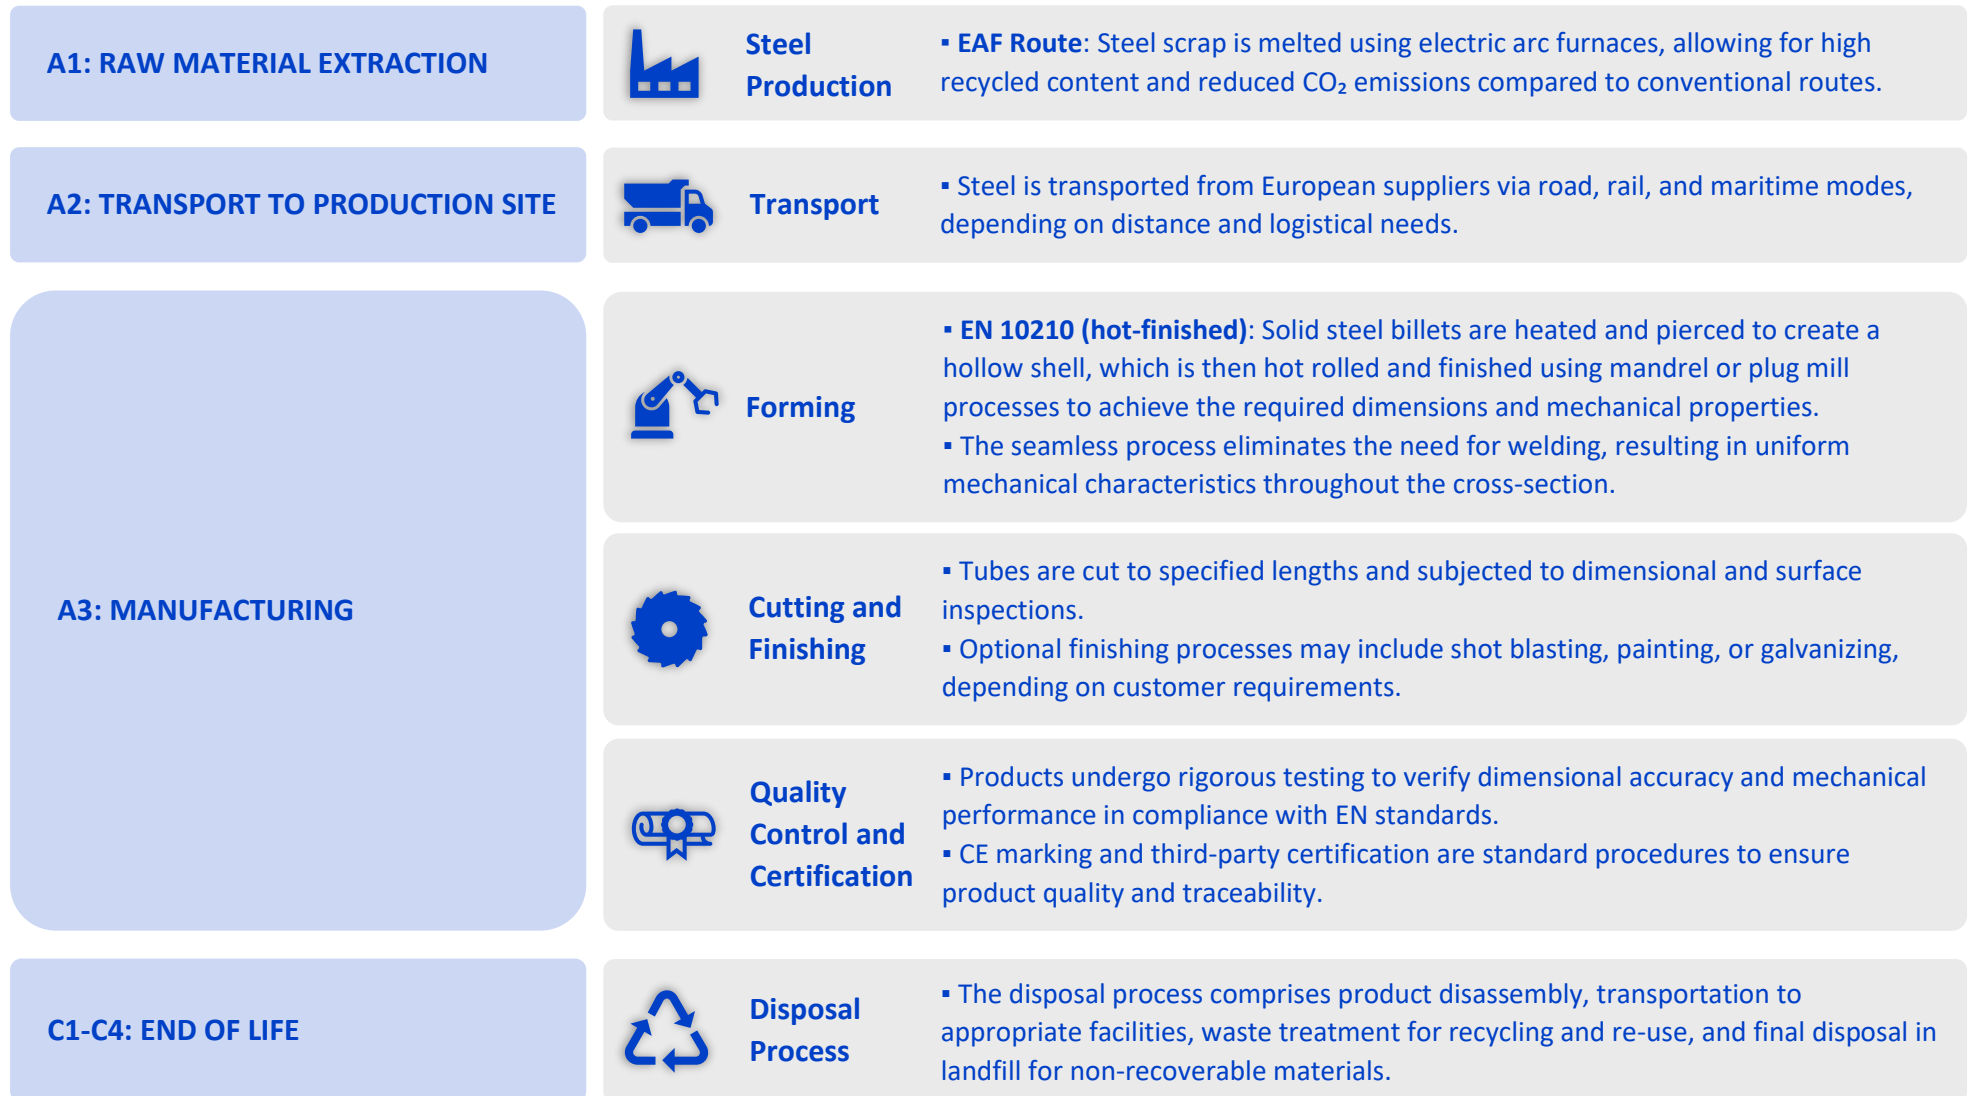 A1: RAW MATERIAL EXTRACTION
Steel
Production
▪ EAF Route: Steel scrap is melted using electric arc furnaces, allowing for high
recycled content and reduced CO₂ emissions compared to conventional routes.
A2: TRANSPORT TO PRODUCTION SITE
Transport
▪ Steel is transported from European suppliers via road, rail, and maritime modes,
depending on distance and logistical needs.
A3: MANUFACTURING
Forming
▪ EN 10210 (hot-finished): Solid steel billets are heated and pierced to create a
hollow shell, which is then hot rolled and finished using mandrel or plug mill
processes to achieve the required dimensions and mechanical properties.
▪ The seamless process eliminates the need for welding, resulting in uniform
mechanical characteristics throughout the cross-section.
Cutting and
Finishing
▪ Tubes are cut to specified lengths and subjected to dimensional and surface
inspections.
▪ Optional finishing processes may include shot blasting, painting, or galvanizing,
depending on customer requirements.
Quality
Control and
Certification
▪ Products undergo rigorous testing to verify dimensional accuracy and mechanical
performance in compliance with EN standards.
▪ CE marking and third-party certification are standard procedures to ensure
product quality and traceability.
C1-C4: END OF LIFE
Disposal
Process
▪ The disposal process comprises product disassembly, transportation to
appropriate facilities, waste treatment for recycling and re-use, and final disposal in
landfill for non-recoverable materials.